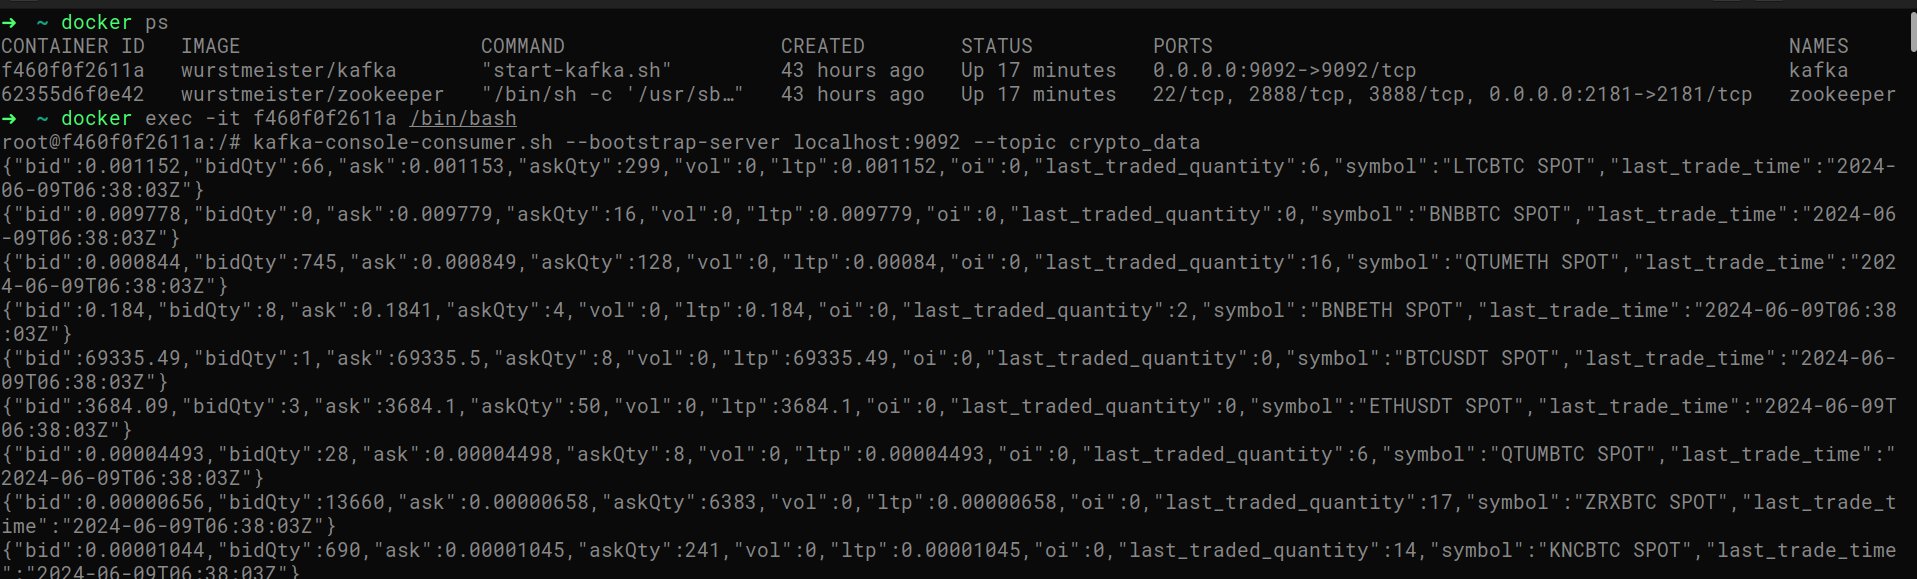 ➜  ~ docker ps
CONTAINER ID   IMAGE                    COMMAND                  CREATED        STATUS          PORTS                                                NAMES
f460f0f2611a   wurstmeister/kafka       "start-kafka.sh"         43 hours ago   Up 17 minutes   0.0.0.0:9092->9092/tcp                               kafka
62355d6f0e42   wurstmeister/zookeeper   "/bin/sh -c '/usr/sb…"   43 hours ago   Up 17 minutes   22/tcp, 2888/tcp, 3888/tcp, 0.0.0.0:2181->2181/tcp   zookeeper
➜  ~ docker exec -it f460f0f2611a /bin/bash
root@f460f0f2611a:/# kafka-console-consumer.sh --bootstrap-server localhost:9092 --topic crypto_data
{"bid":0.001152,"bidQty":66,"ask":0.001153,"askQty":299,"vol":0,"ltp":0.001152,"oi":0,"last_traded_quantity":6,"symbol":"LTCBTC SPOT","last_trade_time":"2024-
06-09T06:38:03Z"}
{"bid":0.009778,"bidQty":0,"ask":0.009779,"askQty":16,"vol":0,"ltp":0.009779,"oi":0,"last_traded_quantity":0,"symbol":"BNBBTC SPOT","last_trade_time":"2024-06
-09T06:38:03Z"}
{"bid":0.000844,"bidQty":745,"ask":0.000849,"askQty":128,"vol":0,"ltp":0.00084,"oi":0,"last_traded_quantity":16,"symbol":"QTUMETH SPOT","last_trade_time":"202
4-06-09T06:38:03Z"}
{"bid":0.184,"bidQty":8,"ask":0.1841,"askQty":4,"vol":0,"ltp":0.184,"oi":0,"last_traded_quantity":2,"symbol":"BNBETH SPOT","last_trade_time":"2024-06-09T06:38
:03Z"}
{"bid":69335.49,"bidQty":1,"ask":69335.5,"askQty":8,"vol":0,"ltp":69335.49,"oi":0,"last_traded_quantity":0,"symbol":"BTCUSDT SPOT","last_trade_time":"2024-06-
09T06:38:03Z"}
{"bid":3684.09,"bidQty":3,"ask":3684.1,"askQty":50,"vol":0,"ltp":3684.1,"oi":0,"last_traded_quantity":0,"symbol":"ETHUSDT SPOT","last_trade_time":"2024-06-09T
06:38:03Z"}
{"bid":0.00004493,"bidQty":28,"ask":0.00004498,"askQty":8,"vol":0,"ltp":0.00004493,"oi":0,"last_traded_quantity":6,"symbol":"QTUMBTC SPOT","last_trade_time":"
2024-06-09T06:38:03Z"}
{"bid":0.00000656,"bidQty":13660,"ask":0.00000658,"askQty":6383,"vol":0,"ltp":0.00000658,"oi":0,"last_traded_quantity":17,"symbol":"ZRXBTC SPOT","last_trade_t
ime":"2024-06-09T06:38:03Z"}
{"bid":0.00001044,"bidQty":690,"ask":0.00001045,"askQty":241,"vol":0,"ltp":0.00001045,"oi":0,"last_traded_quantity":14,"symbol":"KNCBTC SPOT","last_trade_time
":"2024-06-09T06:38:03Z"}